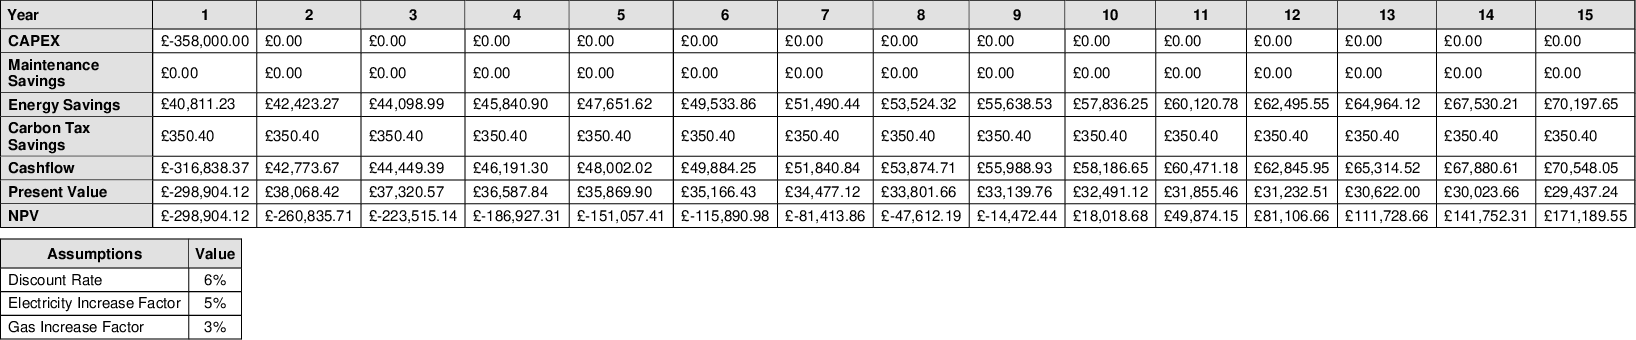 Year 1 2 3 4 5 6 7 8 9 10 11 12 13 14 15
CAPEX £-358,000.00 £0.00 £0.00 £0.00 £0.00 £0.00 £0.00 £0.00 £0.00 £0.00 £0.00 £0.00 £0.00 £0.00 £0.00
Maintenance
Savings £0.00 £0.00 £0.00 £0.00 £0.00 £0.00 £0.00 £0.00 £0.00 £0.00 £0.00 £0.00 £0.00 £0.00 £0.00
Energy Savings £40,811.23 £42,423.27 £44,098.99 £45,840.90 £47,651.62 £49,533.86 £51,490.44 £53,524.32 £55,638.53 £57,836.25 £60,120.78 £62,495.55 £64,964.12 £67,530.21 £70,197.65
Carbon Tax
Savings £350.40 £350.40 £350.40 £350.40 £350.40 £350.40 £350.40 £350.40 £350.40 £350.40 £350.40 £350.40 £350.40 £350.40 £350.40
Cashflow £-316,838.37 £42,773.67 £44,449.39 £46,191.30 £48,002.02 £49,884.25 £51,840.84 £53,874.71 £55,988.93 £58,186.65 £60,471.18 £62,845.95 £65,314.52 £67,880.61 £70,548.05
Present Value £-298,904.12 £38,068.42 £37,320.57 £36,587.84 £35,869.90 £35,166.43 £34,477.12 £33,801.66 £33,139.76 £32,491.12 £31,855.46 £31,232.51 £30,622.00 £30,023.66 £29,437.24
NPV £-298,904.12 £-260,835.71 £-223,515.14 £-186,927.31 £-151,057.41 £-115,890.98 £-81,413.86 £-47,612.19 £-14,472.44 £18,018.68 £49,874.15 £81,106.66 £111,728.66 £141,752.31 £171,189.55
Assumptions Value
Discount Rate 6%
Electricity Increase Factor 5%
Gas Increase Factor 3%